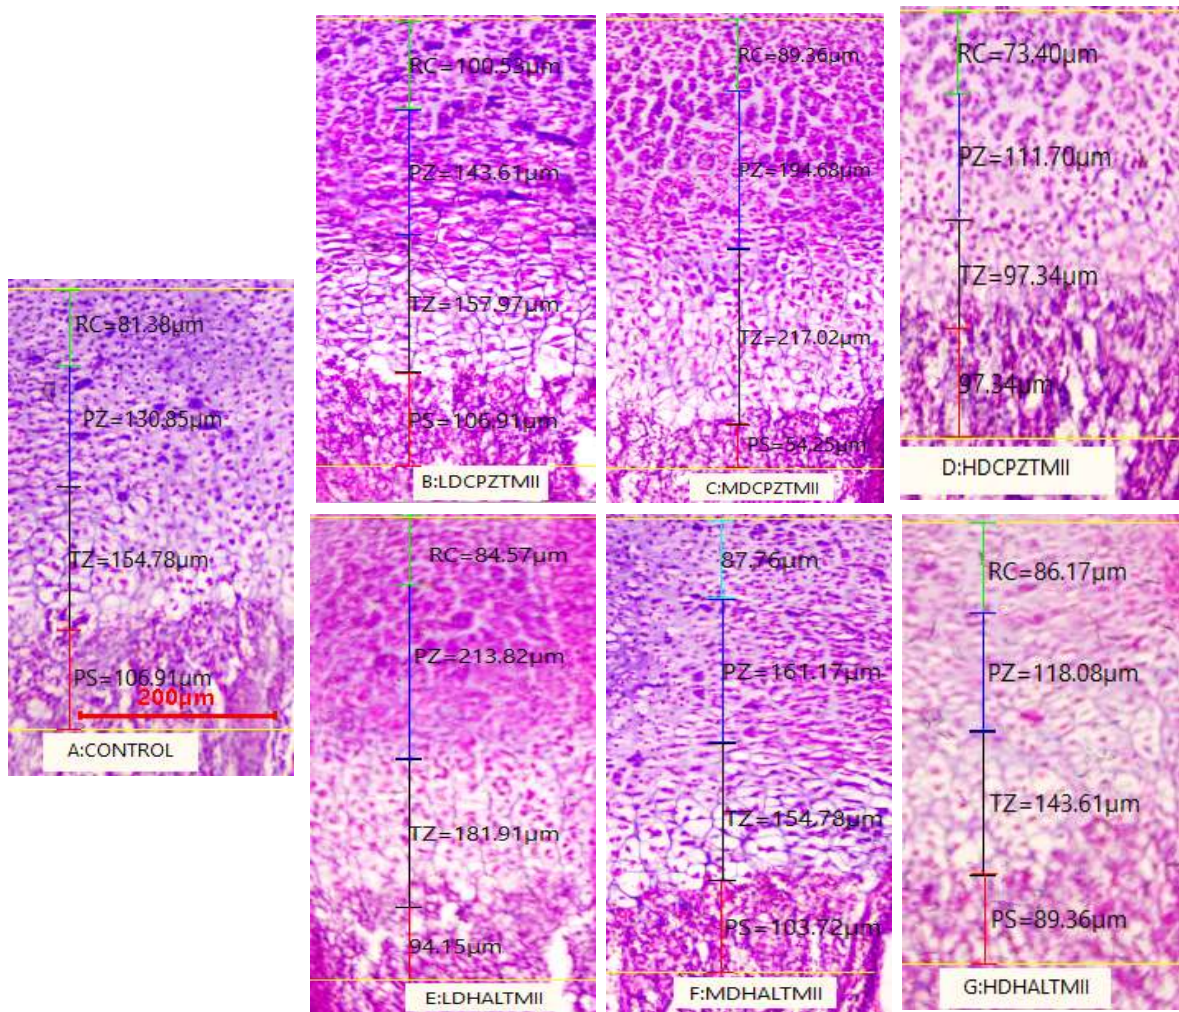 RC=81.38µm
PZ=130.85µm
TZ=154.78µm
PS=106.91µm
200µm
A:CONTROL
RC=100.53µm
PZ=143.61µm
TZ=157.97µm
PS=106.91µm
B:LDCPZTMII
RC=89.36µm
PZ=194.68µm
TZ=217.02µm
PS=54.25µm
C:MDCPZTMII
RC=73.40µm
PZ=111.70µm
TZ=97.34µm
97.34µm
D:HDCPZTMII
RC=84.57µm
PZ=213.82µm
TZ=181.91µm
94.15µm
E:LDHALTMII
87.76µm
PZ=161.17µm
TZ=154.78µm
PS=103.72µm
F:MDHALTMII
RC=86.17µm
PZ=118.08µm
TZ=143.61µm
PS=89.36µm
G:HDHALTMII